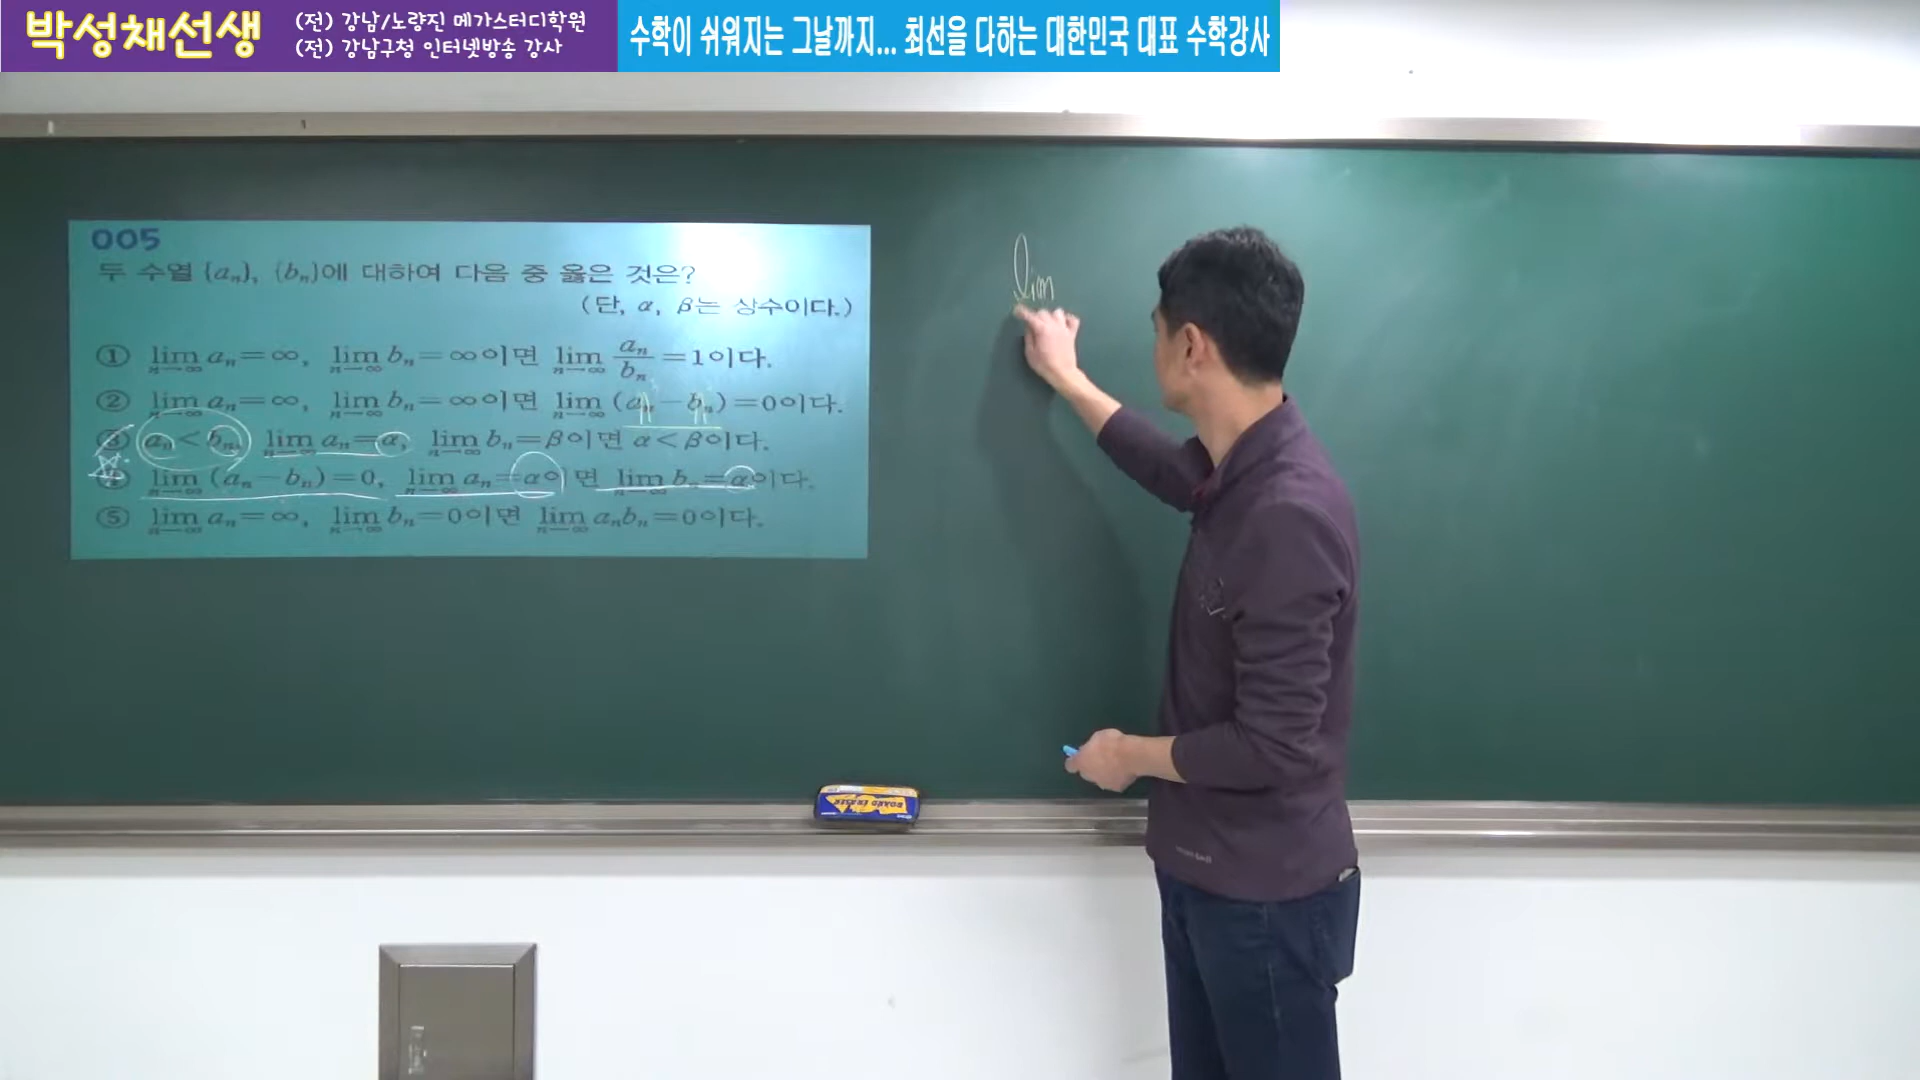 박성채선생
(전) 강남/노량진 메가스터디학원
(전) 강남구청 인터넷방송 강사
수학이 쉬워지는 그날까지... 최선을 다하는 대한민국 대표 수학강사
005
두 수열 {aₙ}, {bₙ}에 대하여 다음 중 옳은 것은?
(단, α, β는 상수이다.)
① lim n→∞ aₙ=∞, lim n→∞ bₙ=∞이면 lim n→∞ aₙ/bₙ=1이다.
② lim n→∞ aₙ=∞, lim n→∞ bₙ=∞이면 lim n→∞ (aₙ-bₙ)=0이다.
③ aₙ<bₙ, lim n→∞ aₙ=α, lim n→∞ bₙ=β이면 α<β이다.
④ lim n→∞ (aₙ-bₙ)=0, lim n→∞ aₙ=α이면 lim n→∞ bₙ=α이다.
⑤ lim n→∞ aₙ=∞, lim n→∞ bₙ=0이면 lim n→∞ aₙbₙ=0이다.
lim
BOARD ERASER